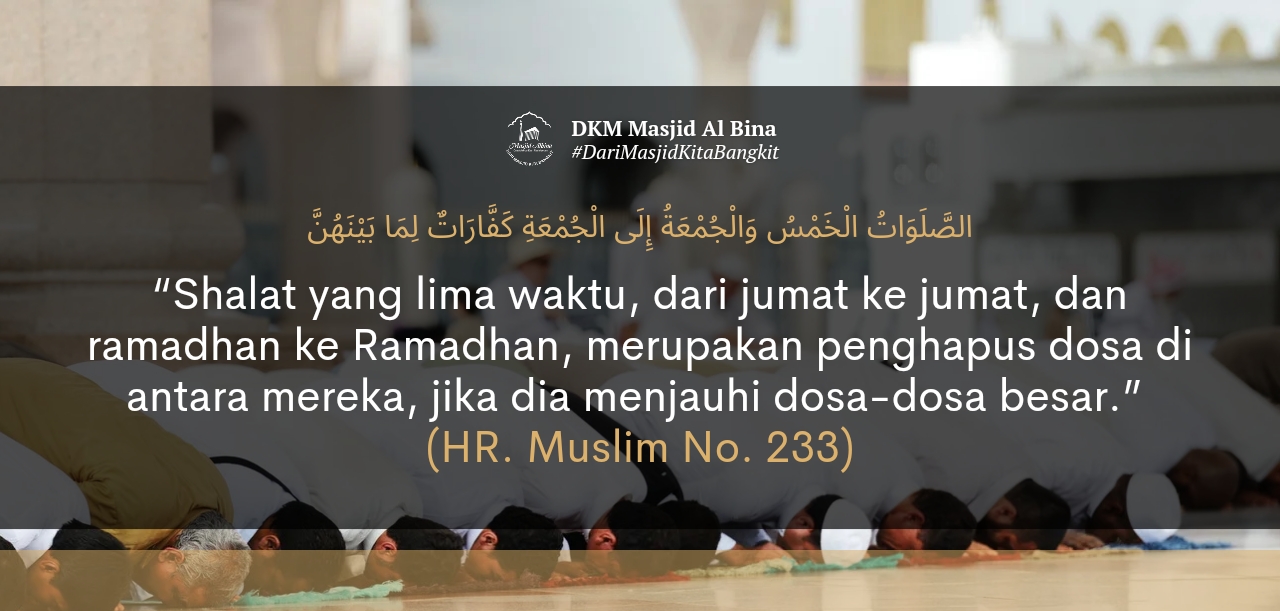 DKM Masjid Al Bina
#DariMasjidKitaBangkit
Masjid Albina
الصَّلَوَاتُ الْخَمْسُ وَالْجُمْعَةُ إِلَى الْجُمْعَةِ كَفَّارَاتٌ لِمَا بَيْنَهُنَّ
“Shalat yang lima waktu, dari jumat ke jumat, dan
ramadhan ke Ramadhan, merupakan penghapus dosa di
antara mereka, jika dia menjauhi dosa-dosa besar.”
(HR. Muslim No. 233)